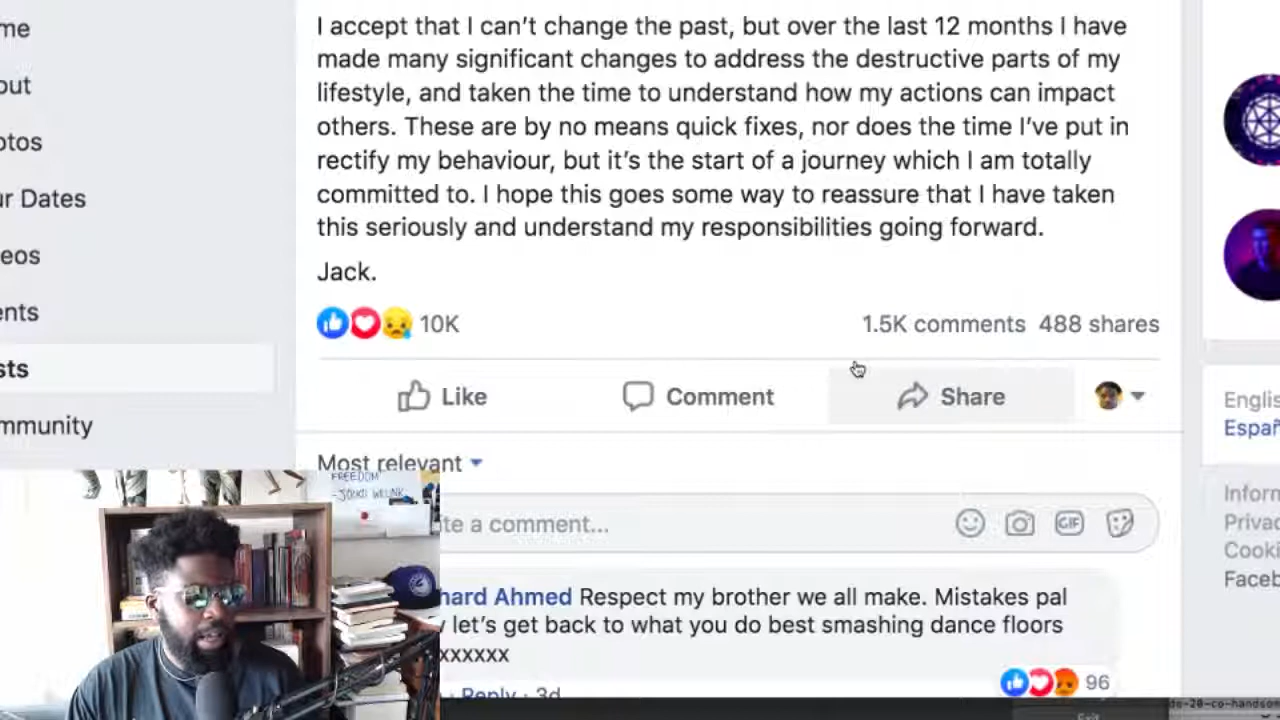 I accept that I can't change the past, but over the last 12 months I have
made many significant changes to address the destructive parts of my
lifestyle, and taken the time to understand how my actions can impact
others. These are by no means quick fixes, nor does the time I've put in
rectify my behaviour, but it's the start of a journey which I am totally
committed to. I hope this goes some way to reassure that I have taken
this seriously and understand my responsibilities going forward.
Jack.
10K
1.5K comments 488 shares
Like
Comment
Share
Most relevant
te a comment...
GIF
hard Ahmed Respect my brother we all make. Mistakes pal
y let's get back to what you do best smashing dance floors
xxxxxx
96
Reply · 3d
me
out
otos
ur Dates
eos
ents
sts
mmunity
FREEDOM
Englis
Españ
Inform
Privac
Cooki
Faceb